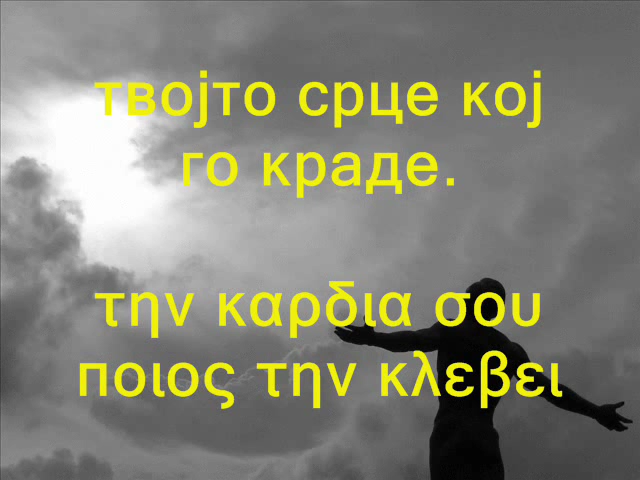 твојто срце кој
го краде.
την καρδια σου
ποιος την κλεβει